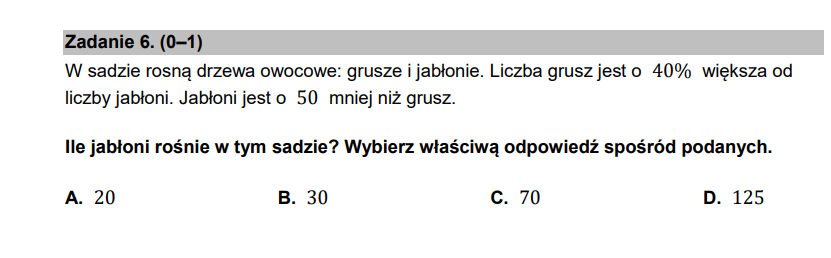 Zadanie 6. (0–1)
W sadzie rosną drzewa owocowe: grusze i jabłonie. Liczba grusz jest o 40% większa od
liczby jabłoni. Jabłoni jest o 50 mniej niż grusz.
Ile jabłoni rośnie w tym sadzie? Wybierz właściwą odpowiedź spośród podanych.
A. 20 B. 30 C. 70 D. 125